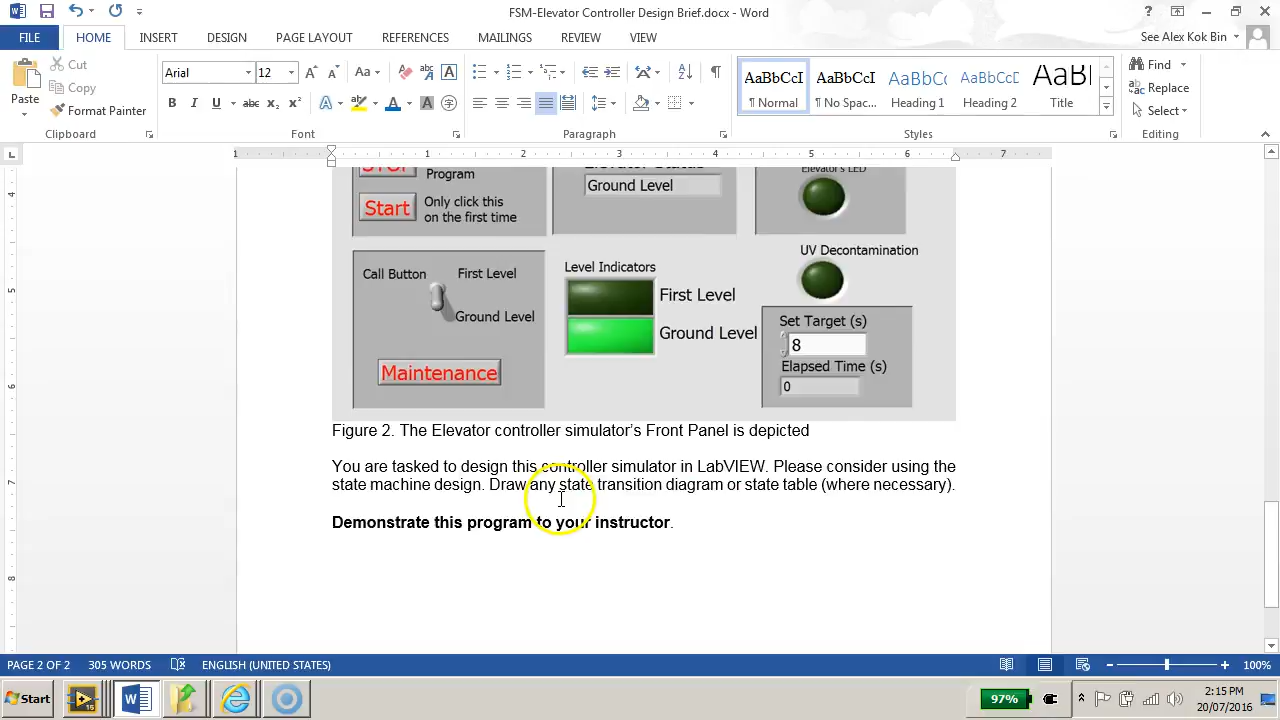 FSM-Elevator Controller Design Brief.docx - Word
FILE
HOME
INSERT
DESIGN
PAGE LAYOUT
REFERENCES
MAILINGS
REVIEW
VIEW
See Alex Kok Bin
Paste
Cut
Copy
Format Painter
Clipboard
Arial
12
Font
Paragraph
AaBbCcI
¶ Normal
AaBbCcI
¶ No Spac...
AaBbC
Heading 1
AaBbCcD
Heading 2
AaB
Title
Styles
Find
Replace
Select
Editing
Program
Ground Level
Elevator's LED
Start
Only click this
on the first time
Call Button
First Level
Ground Level
Maintenance
Level Indicators
First Level
Ground Level
UV Decontamination
Set Target (s)
8
Elapsed Time (s)
0
Figure 2. The Elevator controller simulator's Front Panel is depicted
You are tasked to design this controller simulator in LabVIEW. Please consider using the
state machine design. Draw any state transition diagram or state table (where necessary).
Demonstrate this program to your instructor.
PAGE 2 OF 2
305 WORDS
ENGLISH (UNITED STATES)
100%
Start
97%
2:15 PM
20/07/2016